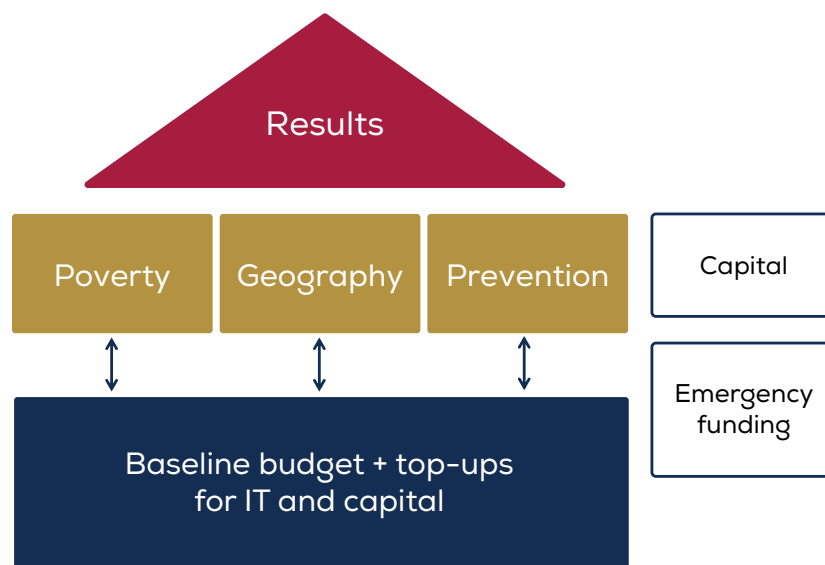 Results
Poverty
Geography
Prevention
Capital
Emergency
funding
Baseline budget + top-ups
for IT and capital